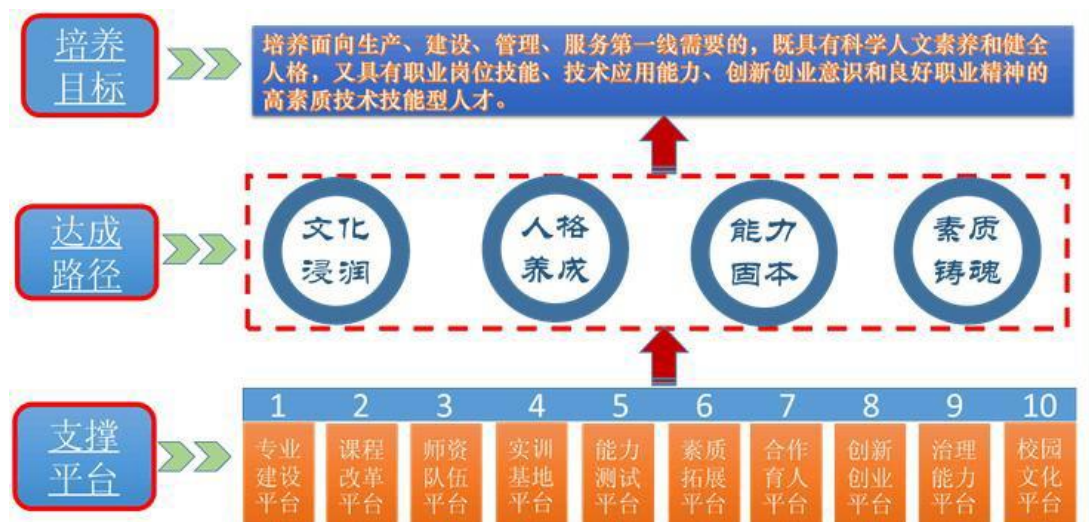 培养
目标
培养面向生产、建设、管理、服务第一线需要的，既具有科学人文素养和健全
人格，又具有职业岗位技能、技术应用能力、创新创业意识和良好职业精神的
高素质技术技能型人才。
达成
路径
文化
浸润
人格
养成
能力
固本
素质
铸魂
支撑
平台
1 2 3 4 5 6 7 8 9 10
专业
建设
平台
课程
改革
平台
师资
队伍
平台
实训
基地
平台
能力
测试
平台
素质
拓展
平台
合作
育人
平台
创新
创业
平台
治理
能力
平台
校园
文化
平台